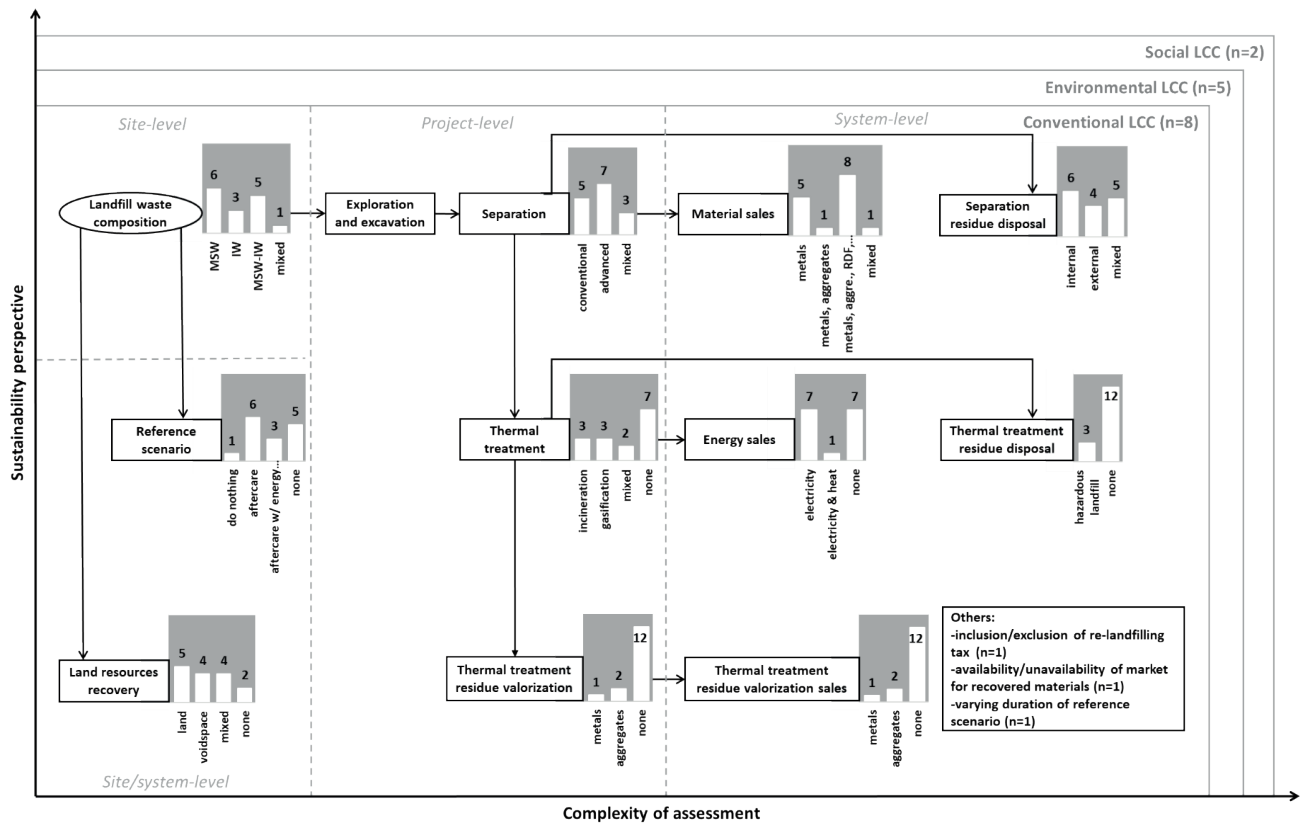 Sustainability perspective
Social LCC (n=2)
Environmental LCC (n=5)
Conventional LCC (n=8)
Site-level
Project-level
System-level
Landfill waste
composition
6
3
5
1
MSW
IW
MSW-IW
mixed
Exploration
and excavation
Separation
5
7
3
conventional
advanced
mixed
Material sales
5
1
8
1
metals
metals, aggregates
metals, aggre., RDF,...
mixed
Separation
residue disposal
6
4
5
internal
external
mixed
Reference
scenario
1
6
3
5
do nothing
aftercare
aftercare w/ energy...
none
Thermal
treatment
3
3
2
7
incineration
gasification
mixed
none
Energy sales
7
1
7
electricity
electricity & heat
none
Thermal treatment
residue disposal
3
12
hazardous
landfill
none
Land resources
recovery
5
4
4
2
land
voidspace
mixed
none
Thermal treatment
residue valorization
1
2
12
metals
aggregates
none
Thermal treatment
residue valorization sales
1
2
12
metals
aggregates
none
Others:
-inclusion/exclusion of re-landfilling
tax (n=1)
-availability/unavailability of market
for recovered materials (n=1)
-varying duration of reference
scenario (n=1)
Site/system-level
Complexity of assessment